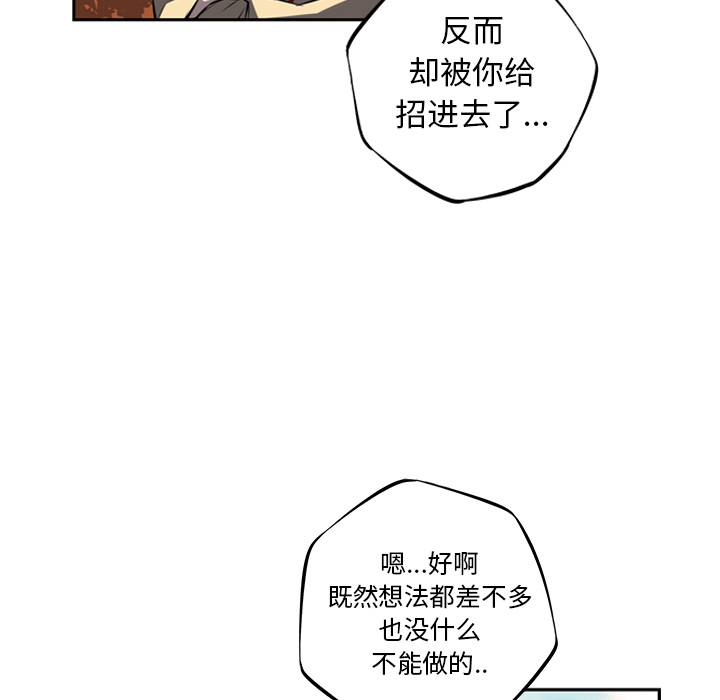 反而
却被你给
招进去了...
嗯...好啊
既然想法都差不多
也没什么
不能做的..